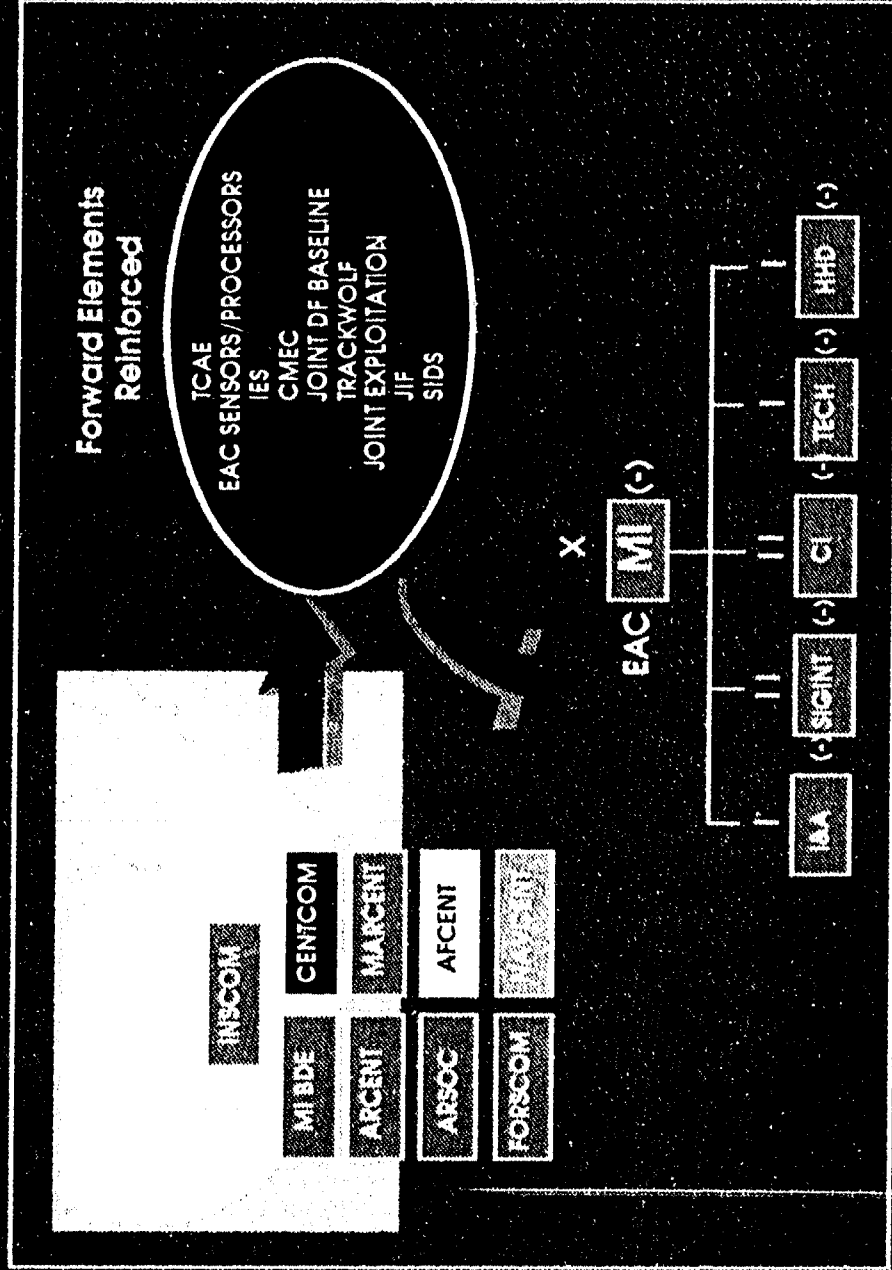 Forward Elements
Reinforced
TCAE
EAC SENSORS/PROCESSORS
IES
CMEC
JOINT DF BASELINE
TRACKWOLF
JOINT EXPLOITATION
JIF
SIDS
INSCOM
MI BDE
CENTCOM
ARCENT
MARCENT
ARSOC
AFCENT
FORSCOM
NAVCENT
X
EAC MI (-)
I I I I I I I
I&A (-) SIGINT (-) CI (-) TECH (-) HHD (-)